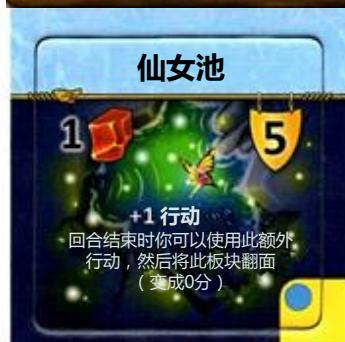 仙女池
1
5
+1 行动
回合结束时你可以使用此额外
行动，然后将此板块翻面
（变成0分）